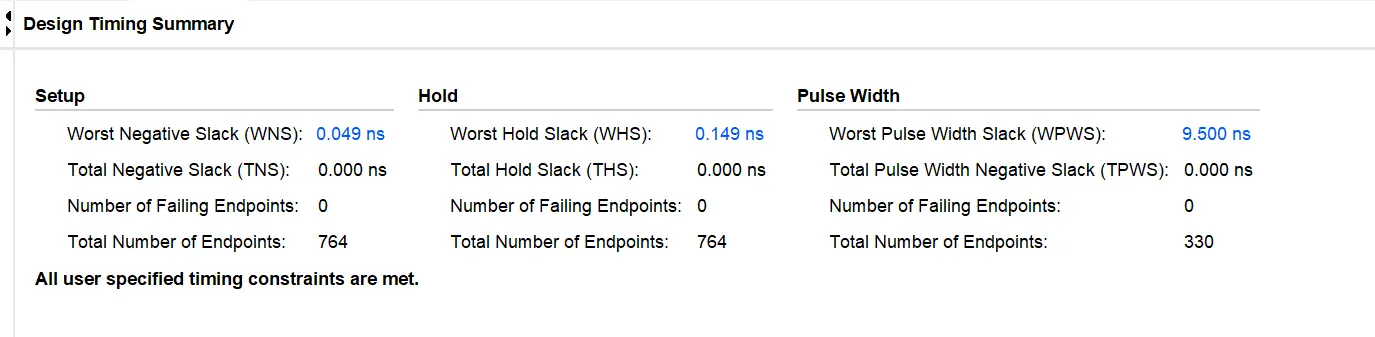 Design Timing Summary
Setup Hold Pulse Width
Worst Negative Slack (WNS): 0.049 ns Worst Hold Slack (WHS): 0.149 ns Worst Pulse Width Slack (WPWS): 9.500 ns
Total Negative Slack (TNS): 0.000 ns Total Hold Slack (THS): 0.000 ns Total Pulse Width Negative Slack (TPWS): 0.000 ns
Number of Failing Endpoints: 0 Number of Failing Endpoints: 0 Number of Failing Endpoints: 0
Total Number of Endpoints: 764 Total Number of Endpoints: 764 Total Number of Endpoints: 330
All user specified timing constraints are met.